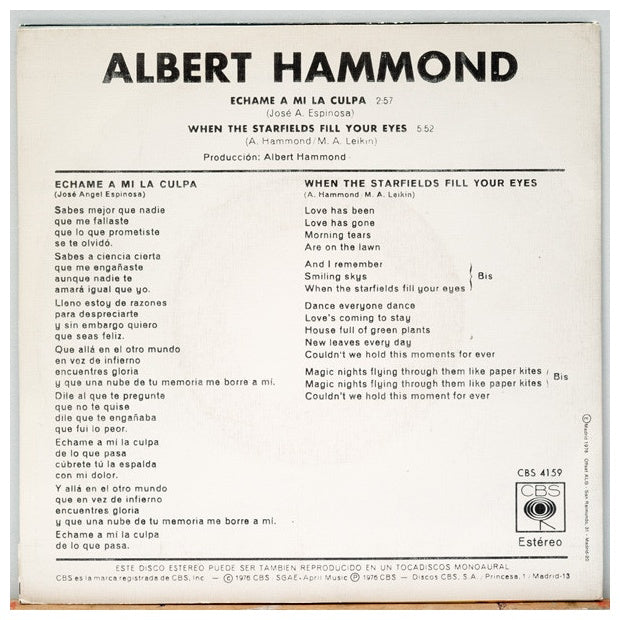 ALBERT HAMMOND
ECHAME A MI LA CULPA 2:57
(José A. Espinosa)
WHEN THE STARFIELDS FILL YOUR EYES 5:52
(A. Hammond/M. A. Leikin)
Producción: Albert Hammond
ECHAME A MI LA CULPA
(José Angel Espinosa)
Sabes mejor que nadie
que me fallaste
que lo que prometiste
se te olvidó.
Sabes a ciencia cierta
que me engañaste
aunque nadie te
amará igual que yo.
Lleno estoy de razones
para despreciarte
y sin embargo quiero
que seas feliz.
Que allá en el otro mundo
en vez de infierno
encuentres gloria
y que una nube de tu memoria me borre a mí.
Dile al que te pregunte
que no te quise
dile que te engañaba
que fui lo peor.
Echame a mí la culpa
de lo que pasa
cúbrete tú la espalda
con mi dolor.
Y allá en el otro mundo
que en vez de infierno
encuentres gloria
y que una nube de tu memoria me borre a mí.
Echame a mí la culpa
de lo que pasa.
WHEN THE STARFIELDS FILL YOUR EYES
(A. Hammond/M. A. Leikin)
Love has been
Love has gone
Morning tears
Are on the lawn
And I remember
Smiling skys
When the starfields fill your eyes
Bis
Dance everyone dance
Love's coming to stay
House full of green plants
New leaves every day
Couldn't we hold this moments for ever
Magic nights flying through them like paper kites
Magic nights flying through them like paper kites
Bis
Couldn't we hold this moment for ever
CBS 4159
CBS
Estéreo
Madrid 1976 Offset ALG - San Raimundo, 31 - Madrid-20
ESTE DISCO ESTEREO PUEDE SER TAMBIEN REPRODUCIDO EN UN TOCADISCOS MONOAURAL
CBS es la marca registrada de CBS, Inc. — © 1976 CBS · SGAE - April Music Ⓟ 1976 CBS — Discos CBS, S.A. / Princesa, 1 / Madrid-13